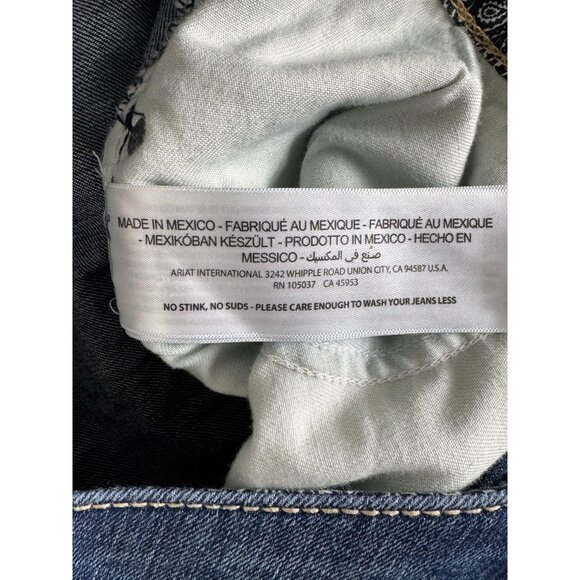 MADE IN MEXICO - FABRIQUÉ AU MEXIQUE - FABRIQUÉ AU MEXIQUE
- MEXIKÓBAN KÉSZÜLT - PRODOTTO IN MEXICO - HECHO EN
MESSICO - صُنع في المكسيك
ARIAT INTERNATIONAL 3242 WHIPPLE ROAD UNION CITY, CA 94587 U.S.A.
RN 105037 CA 45953
NO STINK, NO SUDS - PLEASE CARE ENOUGH TO WASH YOUR JEANS LESS